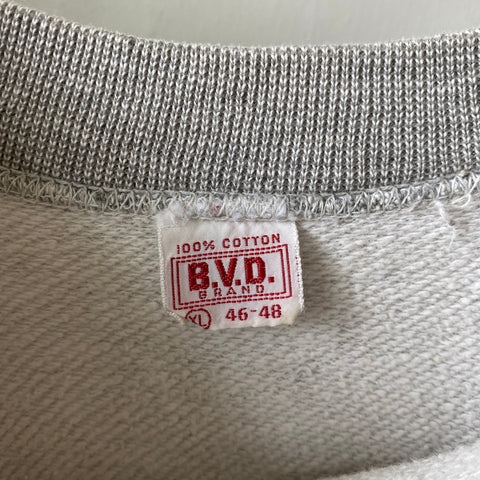 100% COTTON
B.V.D.
BRAND
XL 46-48